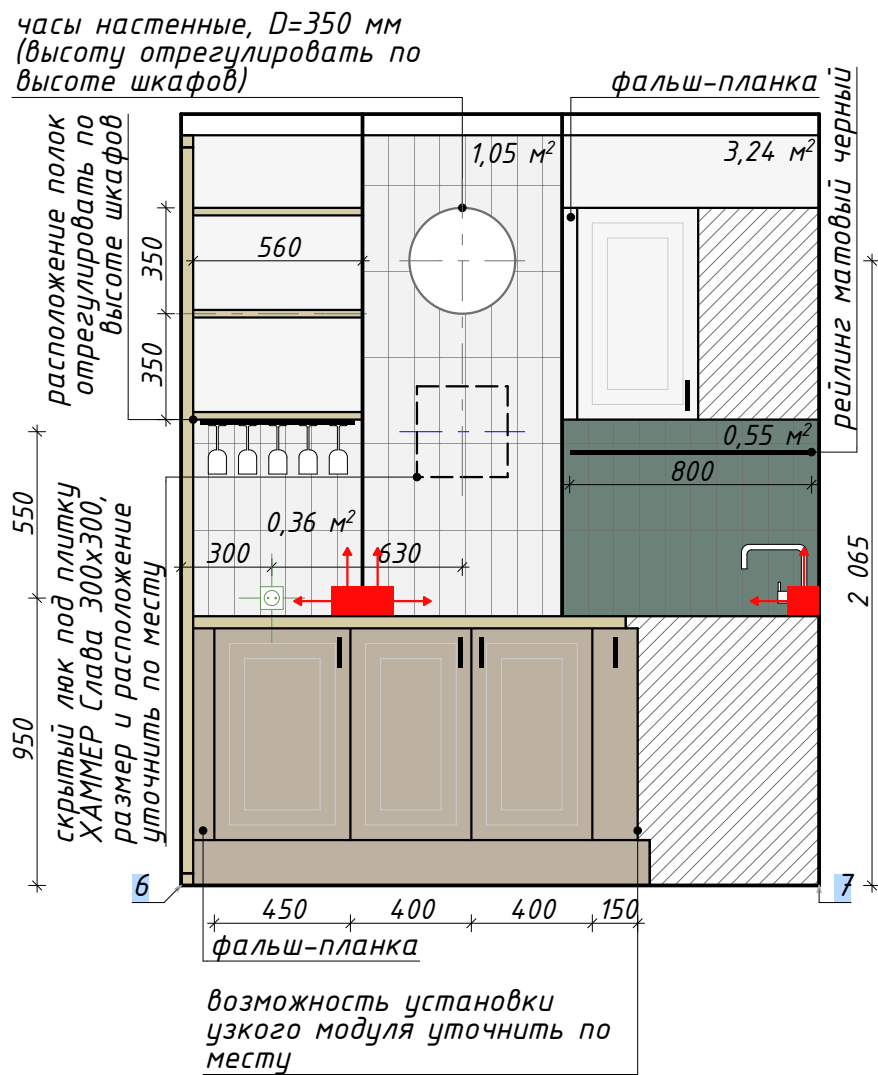 часы настенные, D=350 мм
(высоту отрегулировать по
высоте шкафов)
фальш-планка
расположение полок
отрегулировать по
высоте шкафов
рейлинг матовый черный
1,05 м²
3,24 м²
560
350
350
0,55 м²
800
550
950
0,36 м²
300
630
2 065
скрытый люк под плитку
ХАММЕР Слава 300x300,
размер и расположение
уточнить по месту
6
7
450
400
400
150
фальш-планка
возможность установки
узкого модуля уточнить по
месту